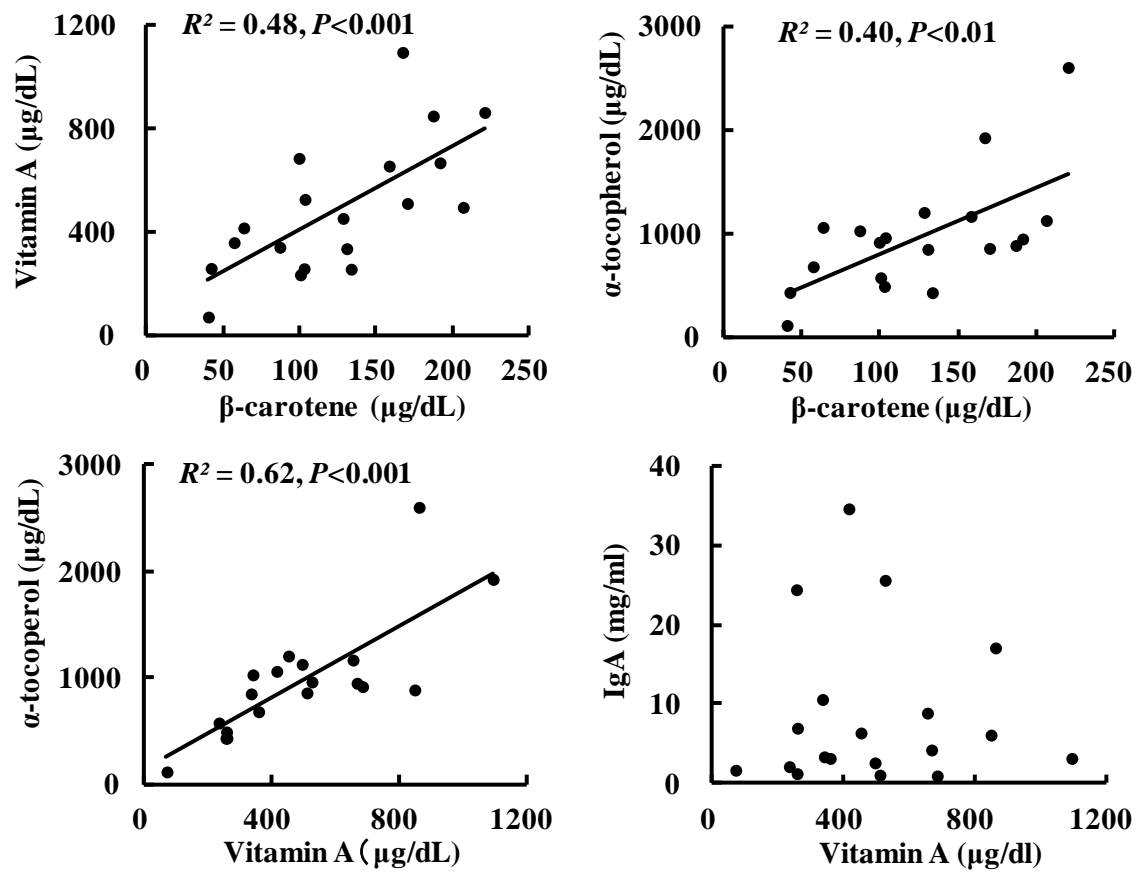 R² = 0.48, P<0.001
1200
800
400
0
Vitamin A (µg/dL)
0 50 100 150 200 250
β-carotene (µg/dL)
R² = 0.40, P<0.01
3000
2000
1000
0
α-tocopherol (µg/dL)
0 50 100 150 200 250
β-carotene (µg/dL)
R² = 0.62, P<0.001
3000
2000
1000
0
α-tocoperol (µg/dL)
0 400 800 1200
Vitamin A (µg/dL)
40
30
20
10
0
IgA (mg/ml)
0 400 800 1200
Vitamin A (µg/dl)